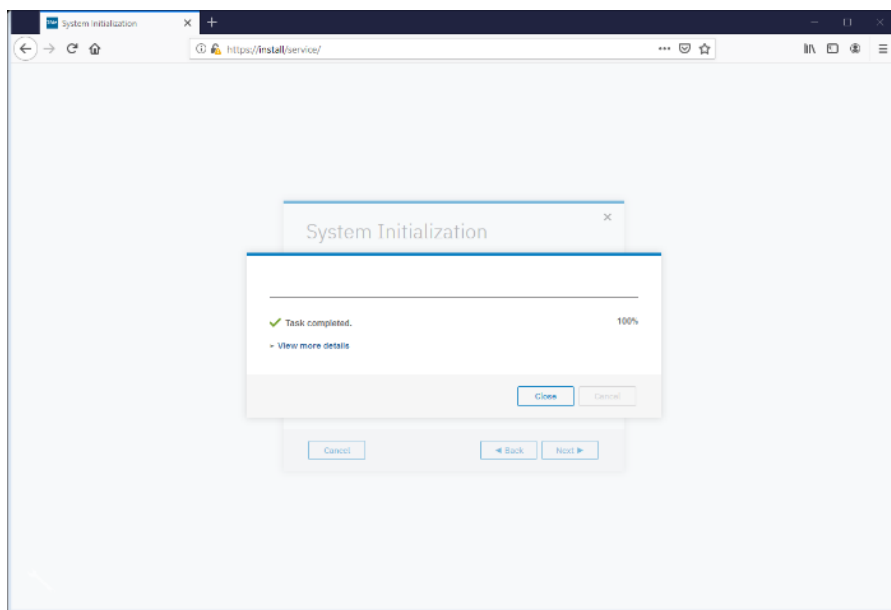 System Initialization
https://install/service/
System Initialization
Task completed. 100%
View more details
Close Cancel
Cancel Back Next